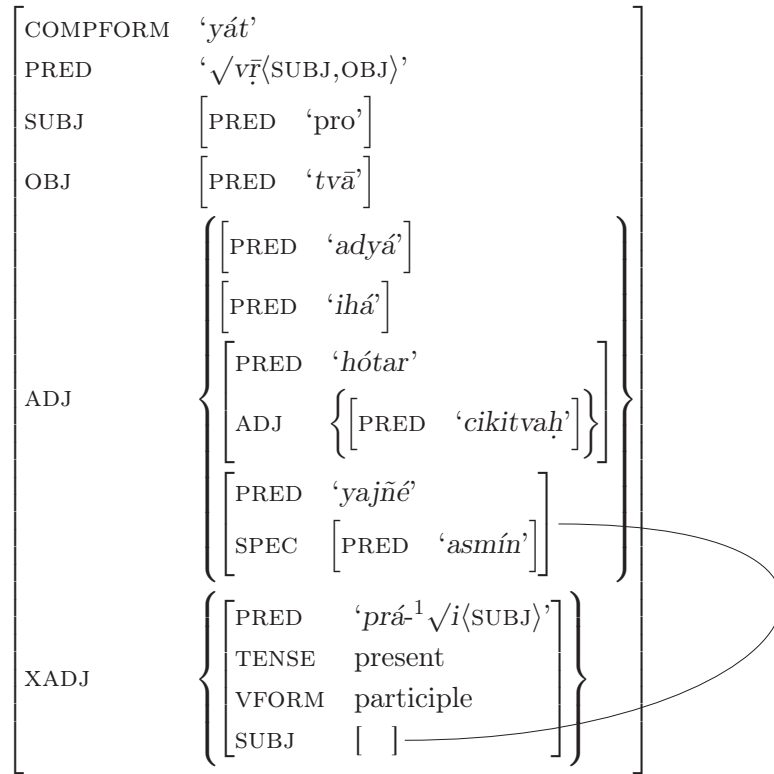 COMPFORM ‘yát’
PRED ‘√vṝ⟨SUBJ,OBJ⟩’
SUBJ [PRED ‘pro’]
OBJ [PRED ‘tvā’]
[PRED ‘adyá’]
[PRED ‘ihá’]
PRED ‘hótar’
ADJ {[PRED ‘cikitvaḥ’]}
ADJ
PRED ‘yajñé’
SPEC [PRED ‘asmín’]
PRED ‘prá-¹√i⟨SUBJ⟩’
TENSE present
XADJ
VFORM participle
SUBJ [ ]